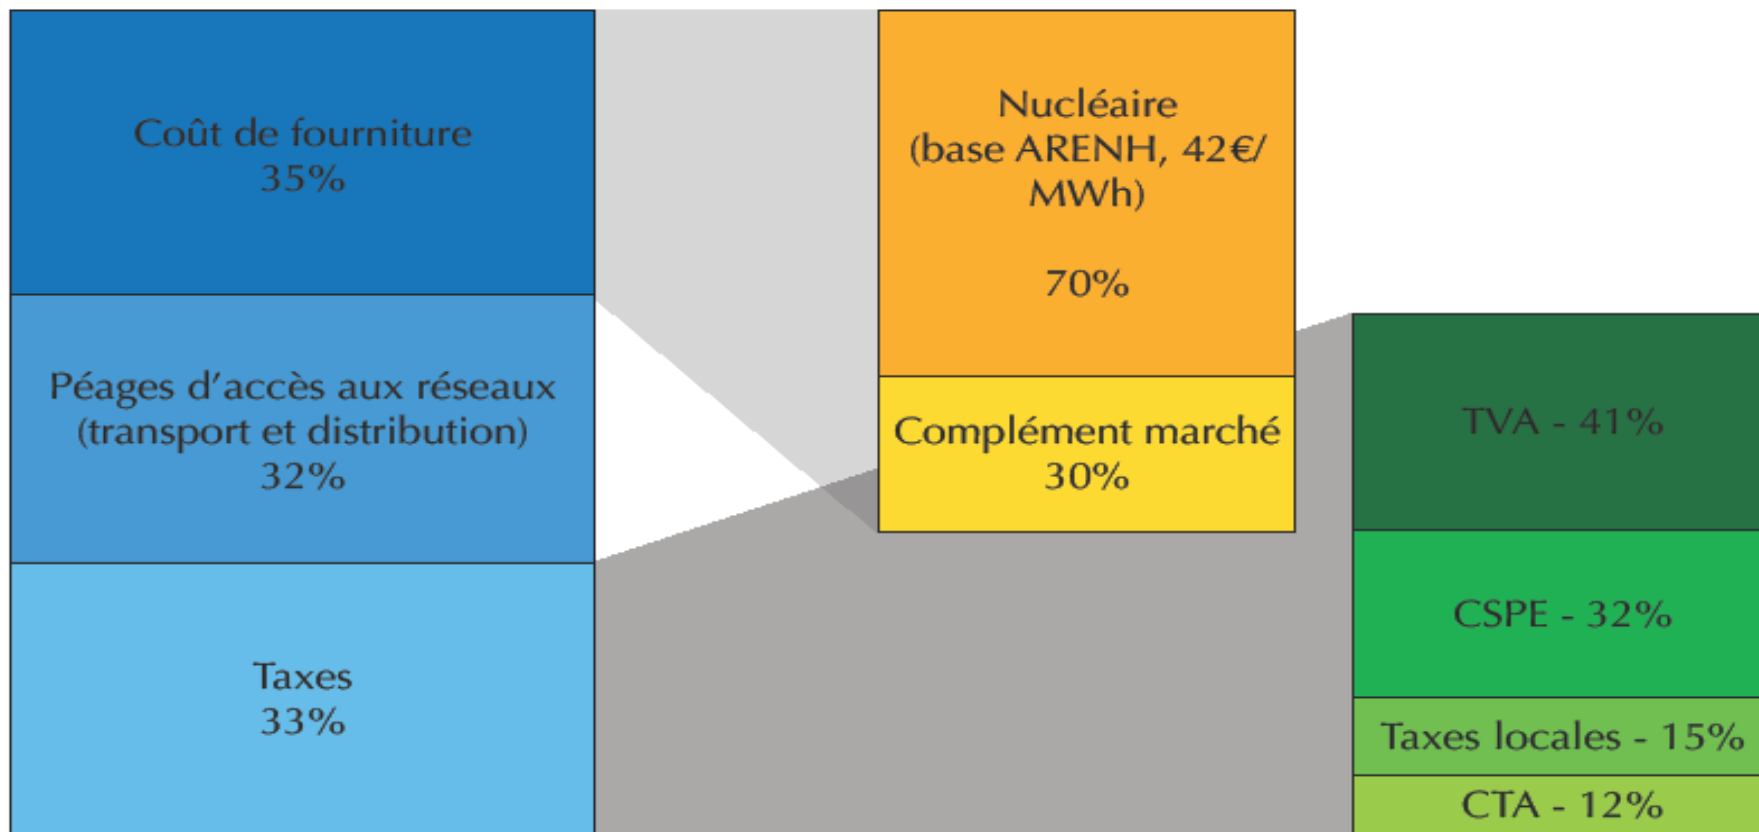 Coût de fourniture
35%
Péages d’accès aux réseaux
(transport et distribution)
32%
Taxes
33%
Nucléaire
(base ARENH, 42€/
MWh)
70%
Complément marché
30%
TVA - 41%
CSPE - 32%
Taxes locales - 15%
CTA - 12%